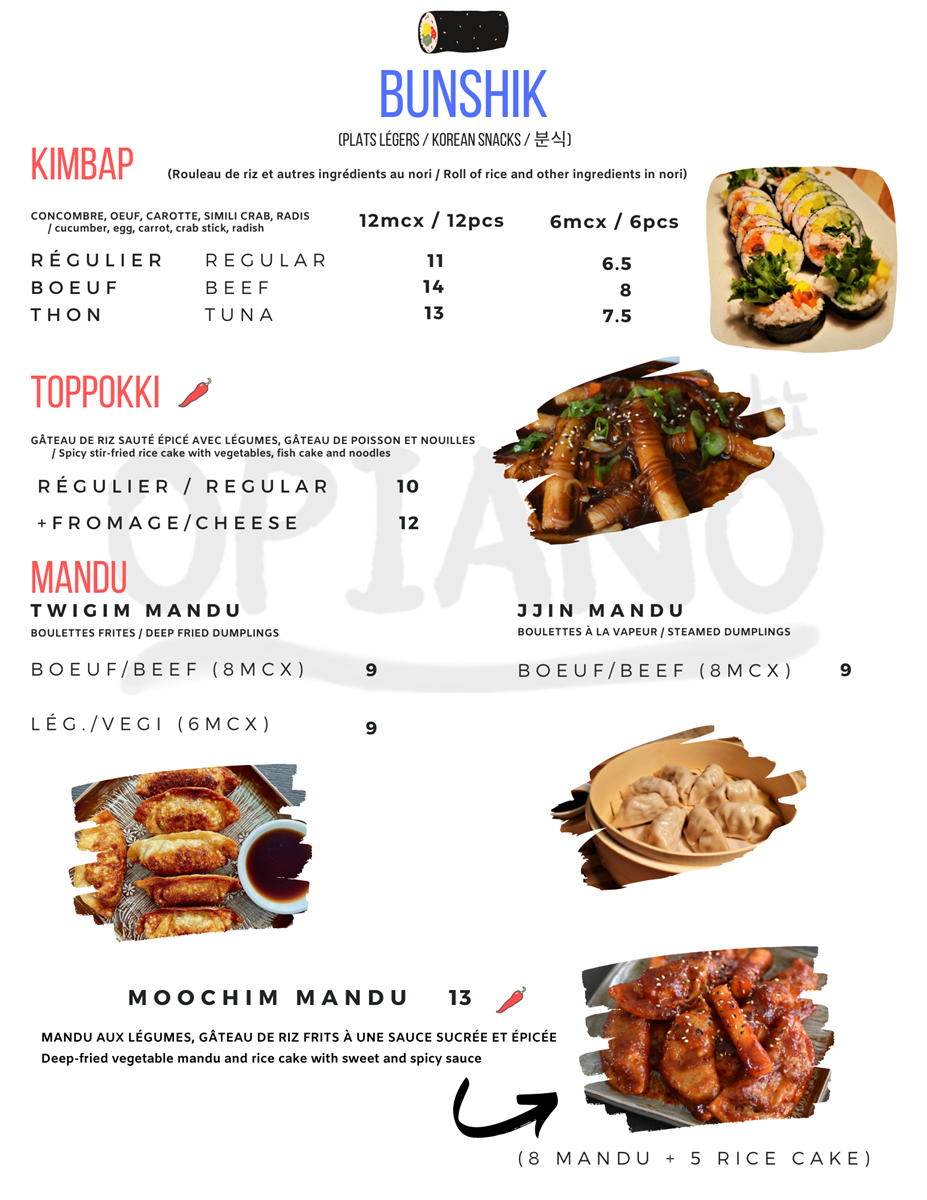 BUNSHIK
(PLATS LÉGERS / KOREAN SNACKS / 분식)
KIMBAP
(Rouleau de riz et autres ingrédients au nori / Roll of rice and other ingredients in nori)
CONCOMBRE, OEUF, CAROTTE, SIMILI CRAB, RADIS
/ cucumber, egg, carrot, crab stick, radish
12mcx / 12pcs 6mcx / 6pcs
RÉGULIER REGULAR 11 6.5
BOEUF BEEF 14 8
THON TUNA 13 7.5
TOPPOKKI
GÂTEAU DE RIZ SAUTÉ ÉPICÉ AVEC LÉGUMES, GÂTEAU DE POISSON ET NOUILLES
/ Spicy stir-fried rice cake with vegetables, fish cake and noodles
RÉGULIER / REGULAR 10
+FROMAGE/CHEESE 12
OPIANO
MANDU
TWIGIM MANDU
BOULETTES FRITES / DEEP FRIED DUMPLINGS
BOEUF/BEEF (8MCX) 9
LÉG./VEGI (6MCX) 9
JJIN MANDU
BOULETTES À LA VAPEUR / STEAMED DUMPLINGS
BOEUF/BEEF (8MCX) 9
MOOCHIM MANDU 13
MANDU AUX LÉGUMES, GÂTEAU DE RIZ FRITS À UNE SAUCE SUCRÉE ET ÉPICÉE
Deep-fried vegetable mandu and rice cake with sweet and spicy sauce
(8 MANDU + 5 RICE CAKE)